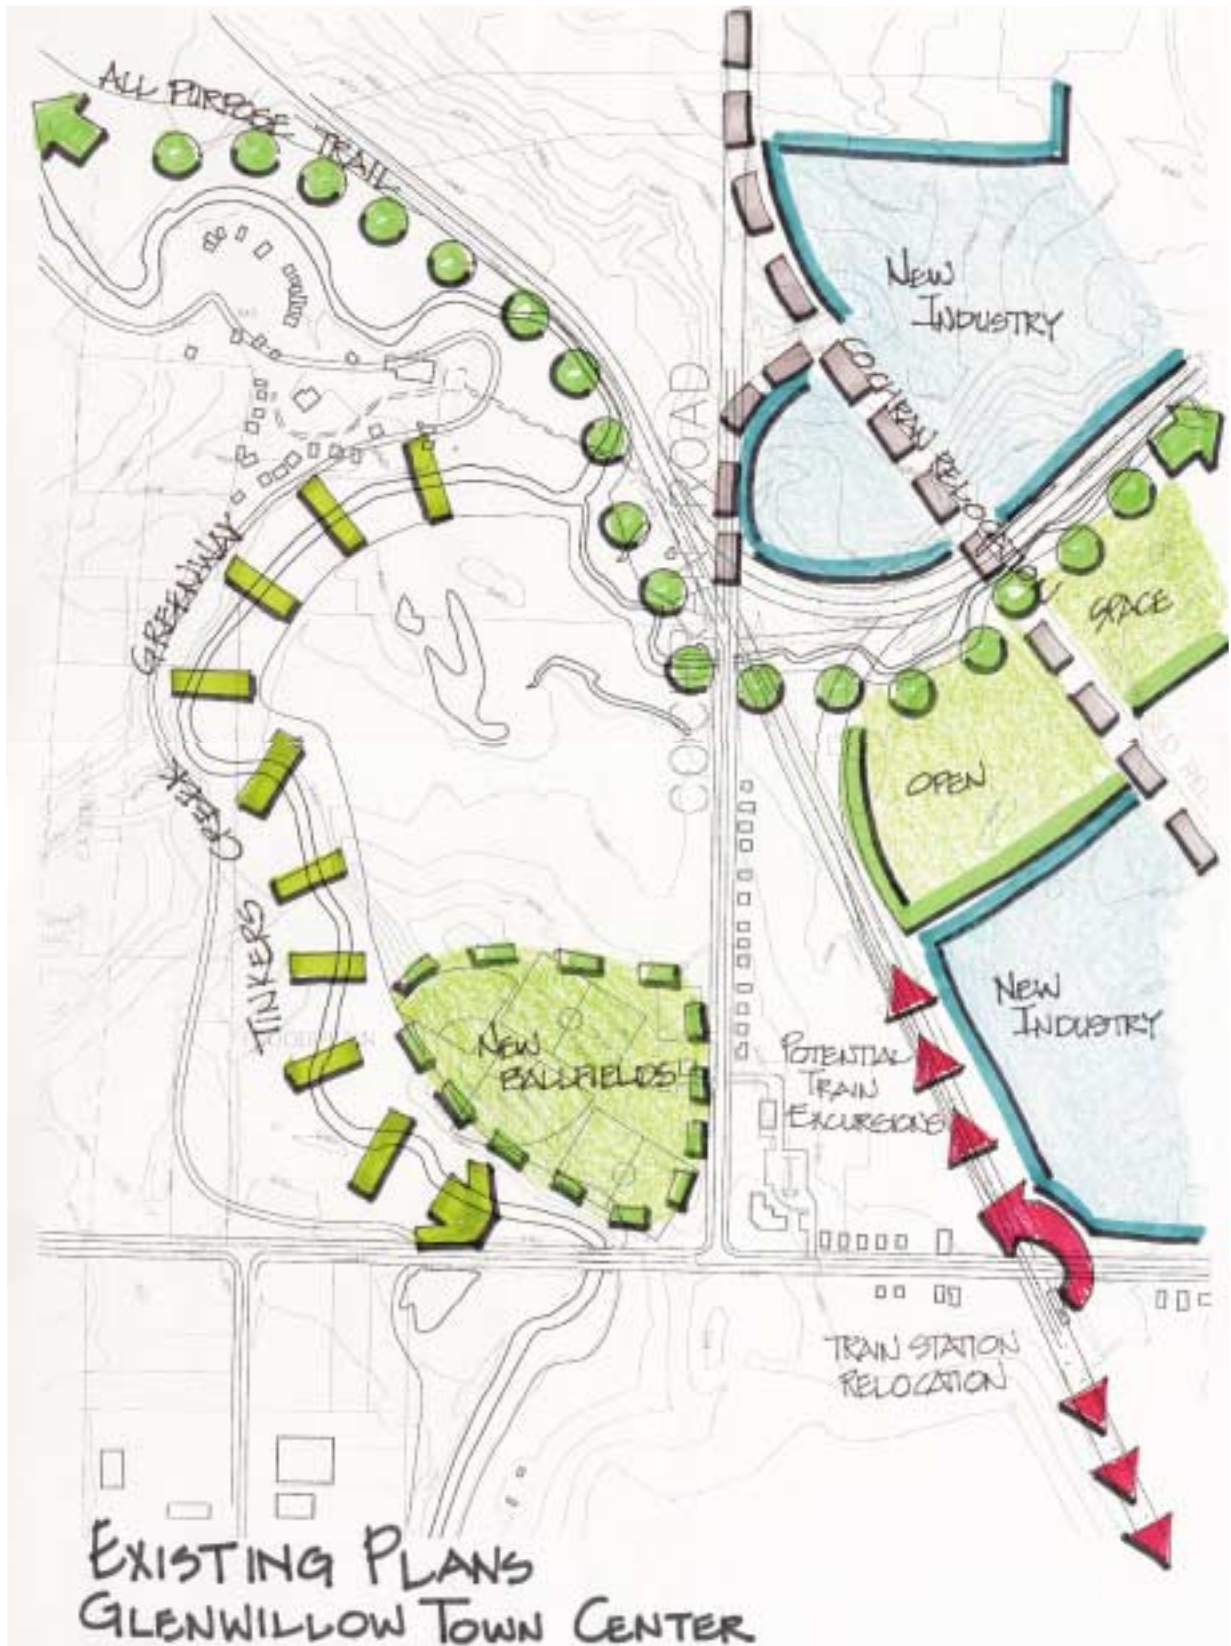 ALL PURPOSE TRAIL
NEW
INDUSTRY
COCHRAN RELOCATION
COCHRAN ROAD
GREENWAY
CREEK
TINKERS
SPACE
OPEN
NEW
INDUSTRY
NEW
BALLFIELDS
POTENTIAL
TRAIN
EXCURSIONS
TRAIN STATION
RELOCATION
EXISTING PLANS
GLENWILLOW TOWN CENTER